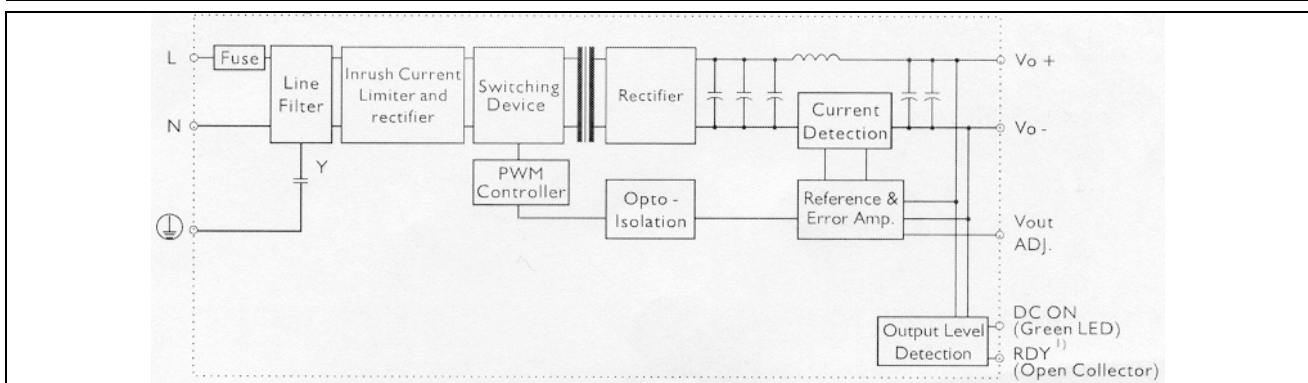 L
Fuse
Line
Filter
Inrush Current
Limiter and
rectifier
Switching
Device
Rectifier
Vo +
Current
Detection
N
Vo -
Y
PWM
Controller
Opto -
Isolation
Reference &
Error Amp.
Vout
ADJ.
Output Level
Detection
DC ON
(Green LED)
RDY 1)
(Open Collector)